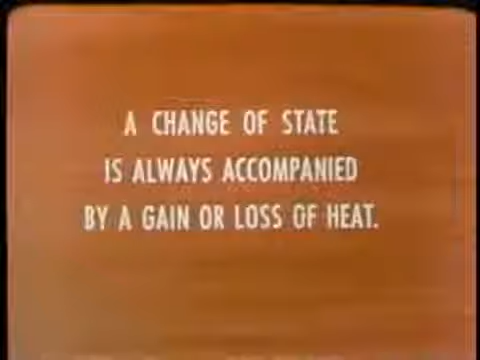 A CHANGE OF STATE
IS ALWAYS ACCOMPANIED
BY A GAIN OR LOSS OF HEAT.